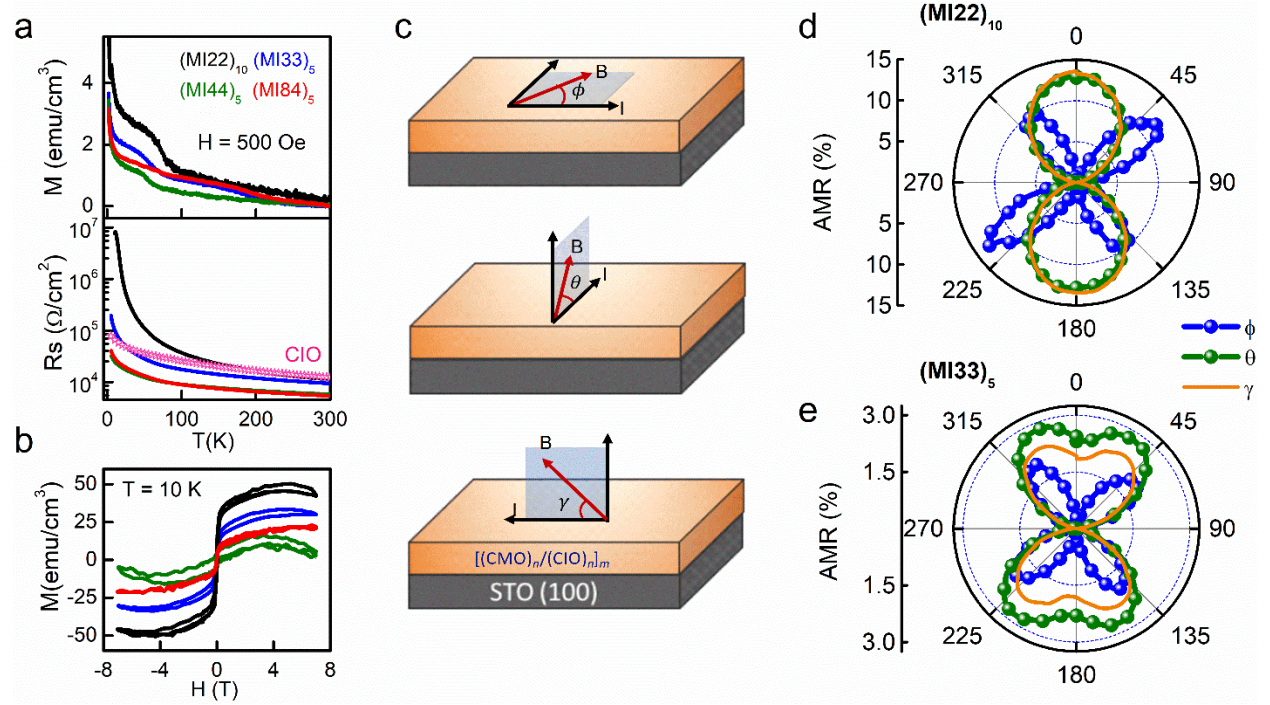 a
M (emu/cm³)
4
2
0
(MI22)₁₀ (MI33)₅
(MI44)₅ (MI84)₅
H = 500 Oe
Rs (Ω/cm²)
10⁷
10⁶
10⁵
10⁴
CIO
0 100 200 300
T(K)
b
M(emu/cm³)
50
25
0
-25
-50
T = 10 K
-8 -4 0 4 8
H (T)
c
B
ϕ
I
B
I
θ
B
I
γ
[(CMO)ₙ/(CIO)ₙ]ₘ
STO (100)
d
(MI22)₁₀
AMR (%)
15
10
5
5
10
15
0
45
90
135
180
225
270
315
ϕ
θ
γ
e
(MI33)₅
AMR (%)
3.0
1.5
1.5
3.0
0
45
90
135
180
225
270
315